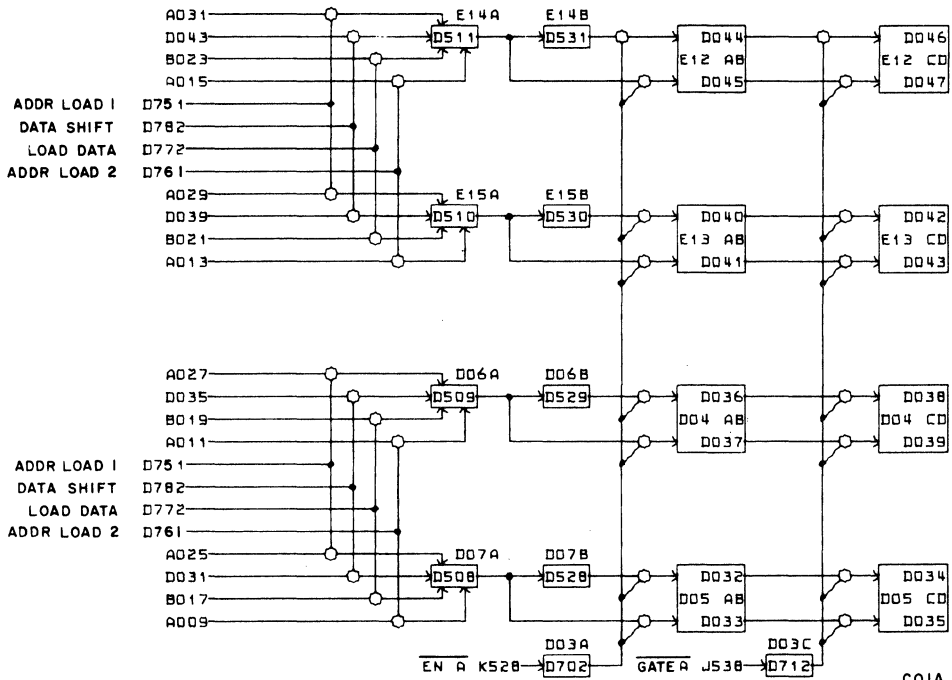 A031 E14A E14B
D043 D511 D531 D044 D046
B023 E12 AB E12 CD
A015 D045 D047
ADDR LOAD 1 D751
DATA SHIFT D782
LOAD DATA D772
ADDR LOAD 2 D761
A029 E15A E15B
D039 D510 D530 D040 D042
B021 E13 AB E13 CD
A013 D041 D043
A027 D06A D06B
D035 D509 D529 D036 D038
B019 D04 AB D04 CD
A011 D037 D039
ADDR LOAD 1 D751
DATA SHIFT D782
LOAD DATA D772
ADDR LOAD 2 D761
A025 D07A D07B
D031 D508 D528 D032 D034
B017 D05 AB D05 CD
A009 D033 D035
D03A D03C
EN A K528 D702 GATE A J538 D712